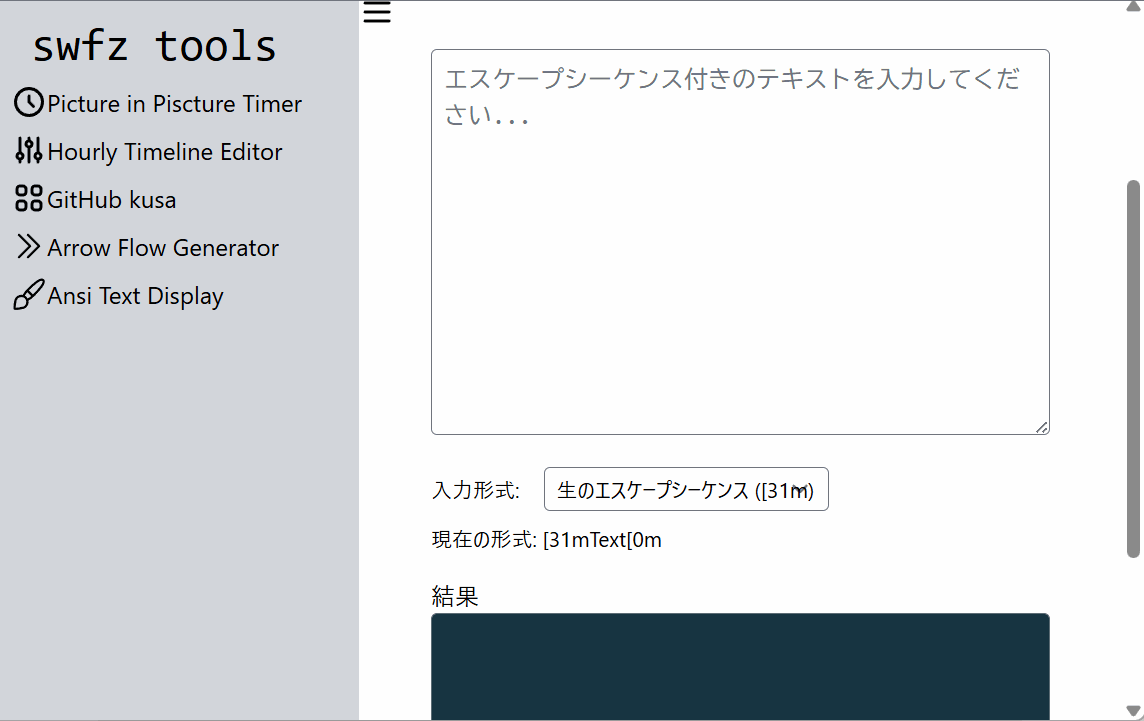 swfz tools
Picture in Piscture Timer
Hourly Timeline Editor
GitHub kusa
Arrow Flow Generator
Ansi Text Display
エスケープシーケンス付きのテキストを入力してくだ
さい...
入力形式:
生のエスケープシーケンス ([31m)
現在の形式: [31mText[0m
結果